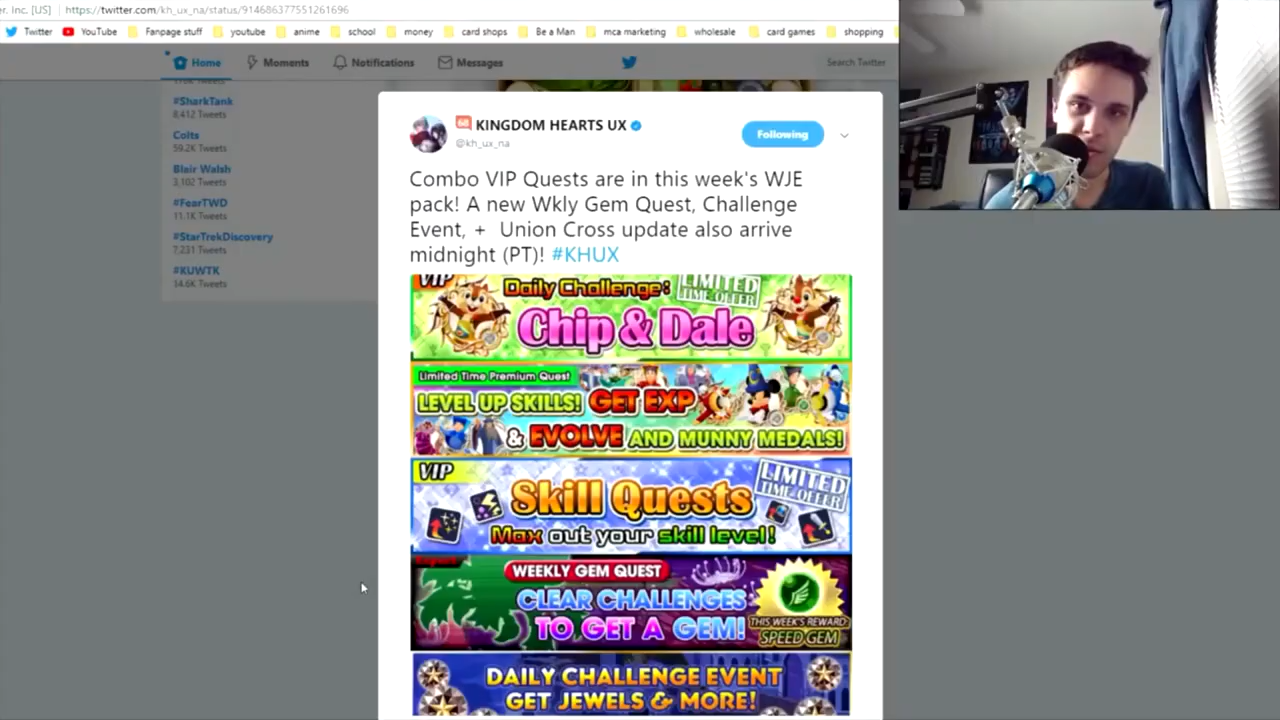 er. Inc. [US]
https://twitter.com/kh_ux_na/status/914686377551261696
Twitter YouTube Fanpage stuff youtube anime school money card shops Be a Man mca marketing wholesale card games shopping
Home Moments Notifications Messages Search Twitter
#SharkTank
8,412 Tweets
Colts
59.2K Tweets
Blair Walsh
3,102 Tweets
#FearTWD
11.1K Tweets
#StarTrekDiscovery
7,231 Tweets
#KUWTK
14.6K Tweets
KINGDOM HEARTS UX
@kh_ux_na
Following
Combo VIP Quests are in this week's WJE
pack! A new Wkly Gem Quest, Challenge
Event, + Union Cross update also arrive
midnight (PT)! #KHUX
VIP
Daily Challenge:
LIMITED
TIME OFFER
Chip & Dale
Limited Time Premium Quest
LEVEL UP SKILLS! GET EXP
& EVOLVE AND MUNNY MEDALS!
VIP
LIMITED
TIME OFFER
Skill Quests
Max out your skill level!
WEEKLY GEM QUEST
CLEAR CHALLENGES
TO GET A GEM!
THIS WEEK'S REWARD:
SPEED GEM
DAILY CHALLENGE EVENT
GET JEWELS & MORE!